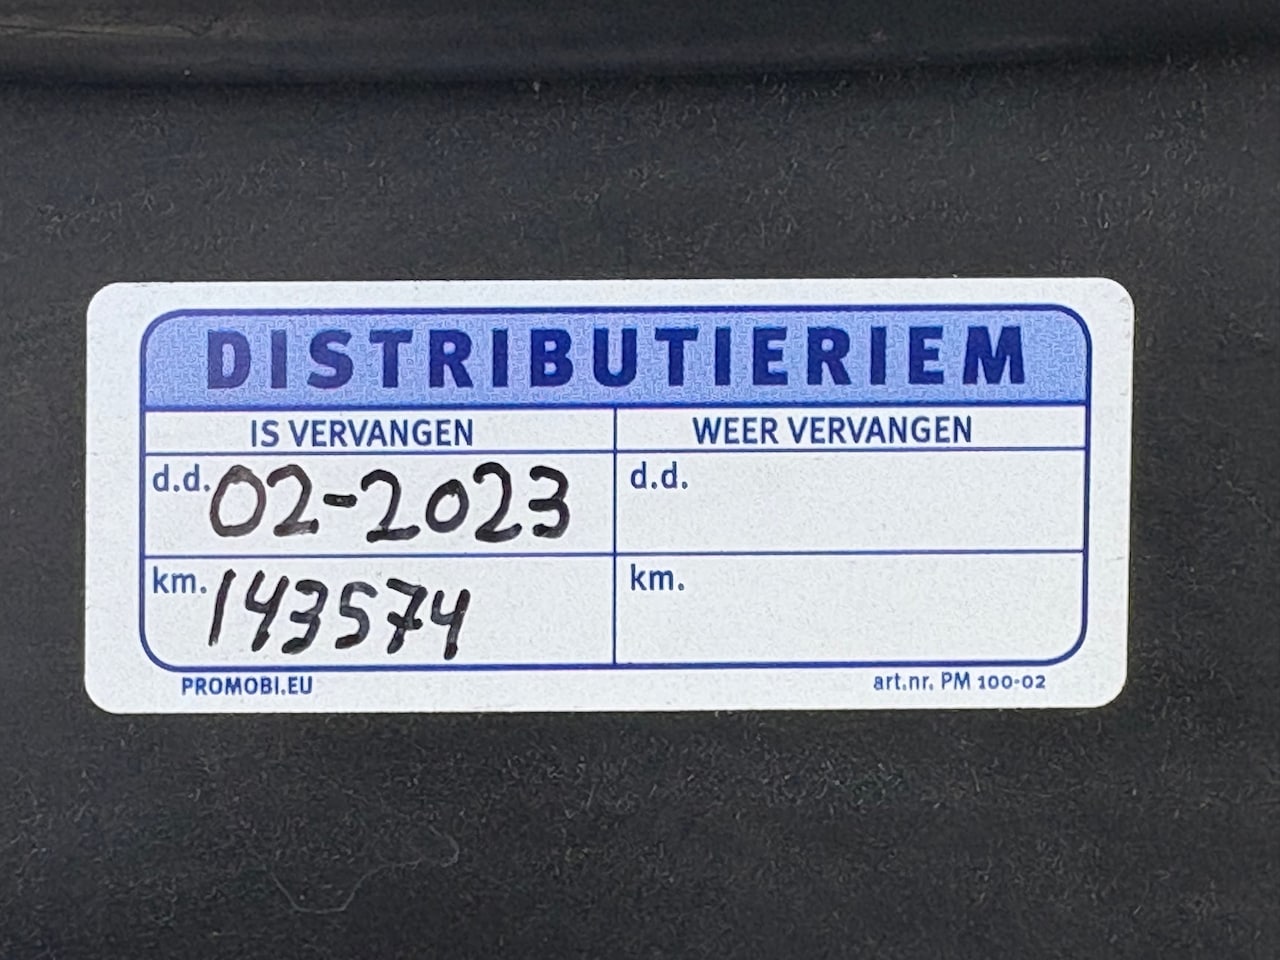 DISTRIBUTIERIEM
IS VERVANGEN WEER VERVANGEN
d.d. 02-2023 d.d.
km. 143574 km.
PROMOBI.EU art.nr. PM 100-02